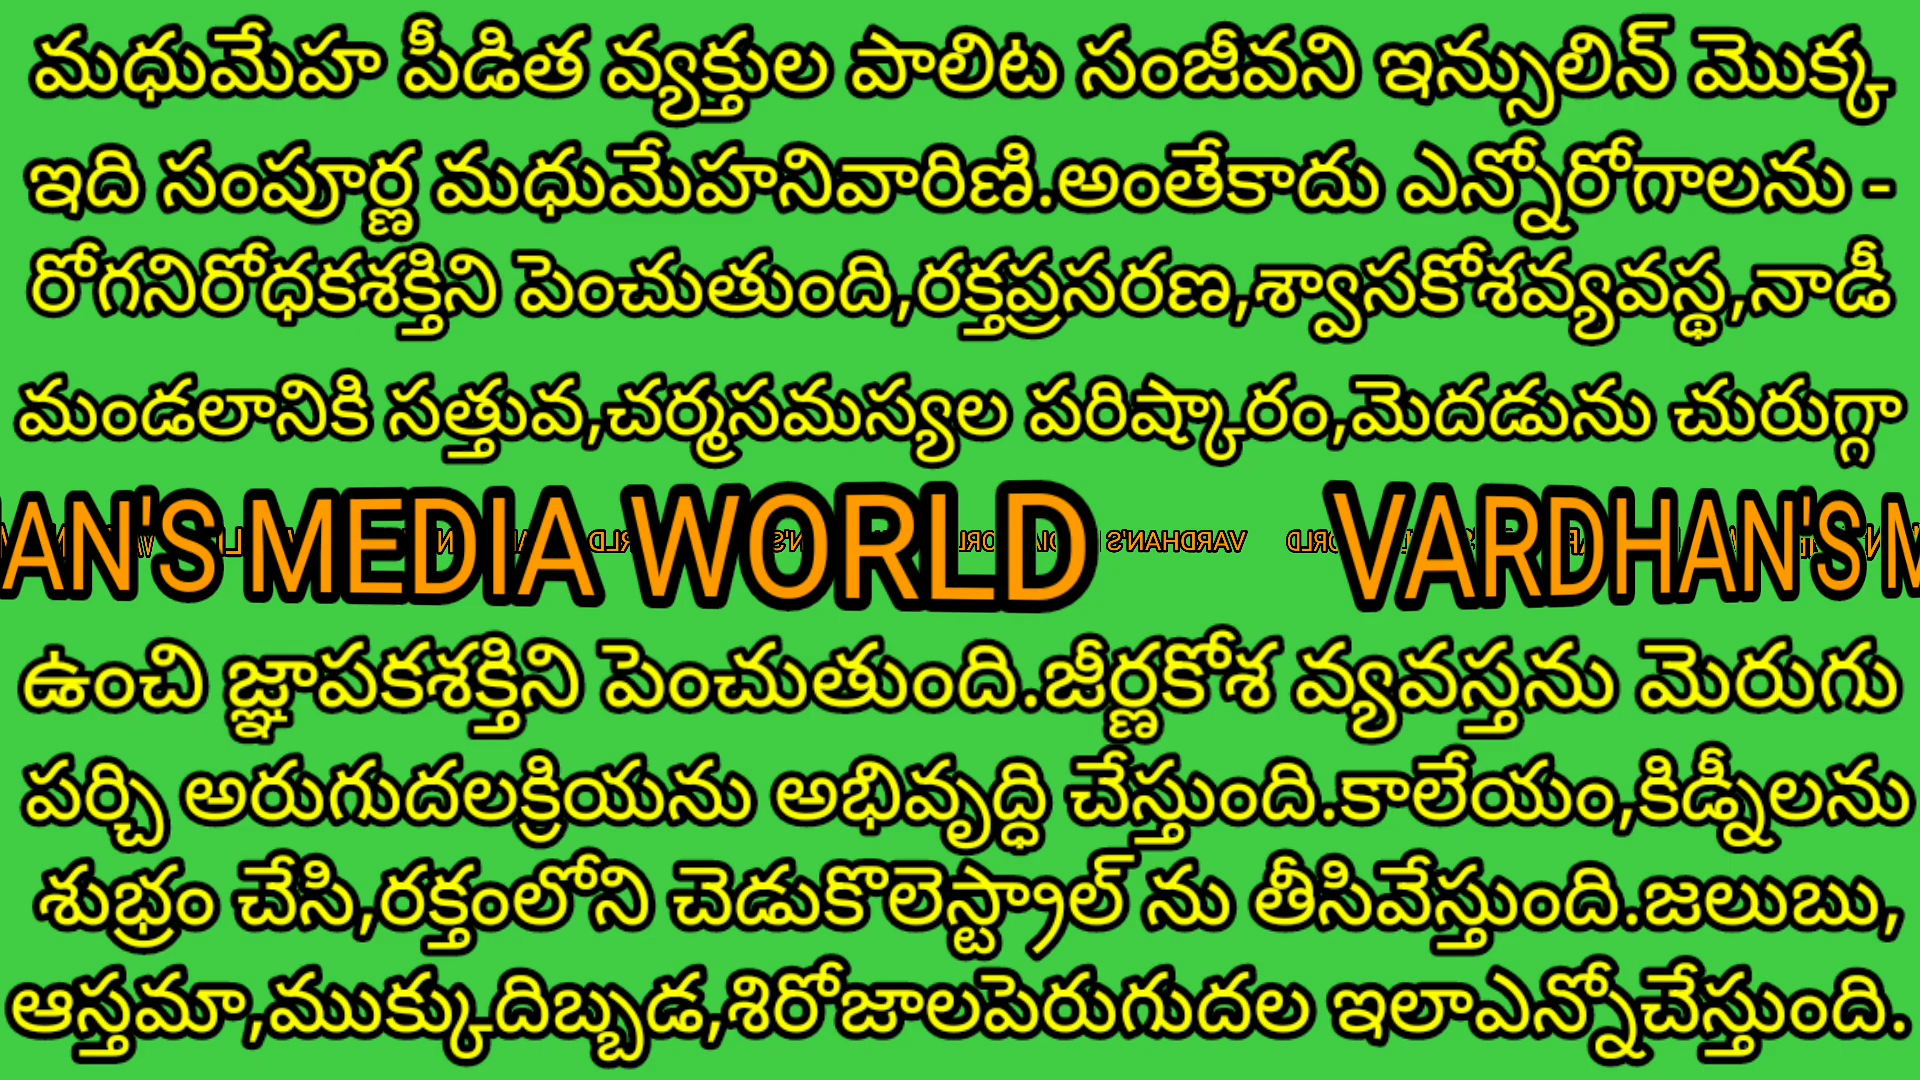 మధుమేహ పీడిత వ్యక్తుల పాలిట సంజీవని ఇన్సులిన్ మొక్క
ఇది సంపూర్ణ మధుమేహనివారిణి.అంతేకాదు ఎన్నోరోగాలను -
రోగనిరోధకశక్తిని పెంచుతుంది,రక్తప్రసరణ,శ్వాసకోశవ్యవస్థ,నాడీ
మండలానికి సత్తువ,చర్మసమస్యల పరిష్కారం,మెదడును చురుగ్గా
HAN'S MEDIA WORLD VARDHAN'S M
ఉంచి జ్ఞాపకశక్తిని పెంచుతుంది.జీర్ణకోశ వ్యవస్తను మెరుగు
పర్చి అరుగుదలక్రియను అభివృద్ధి చేస్తుంది.కాలేయం,కిడ్నీలను
శుభ్రం చేసి,రక్తంలోని చెడుకొలెస్ట్రాల్ ను తీసివేస్తుంది.జలుబు,
ఆస్తమా,ముక్కుదిబ్బడ,శిరోజాలపెరుగుదల ఇలాఎన్నోచేస్తుంది.